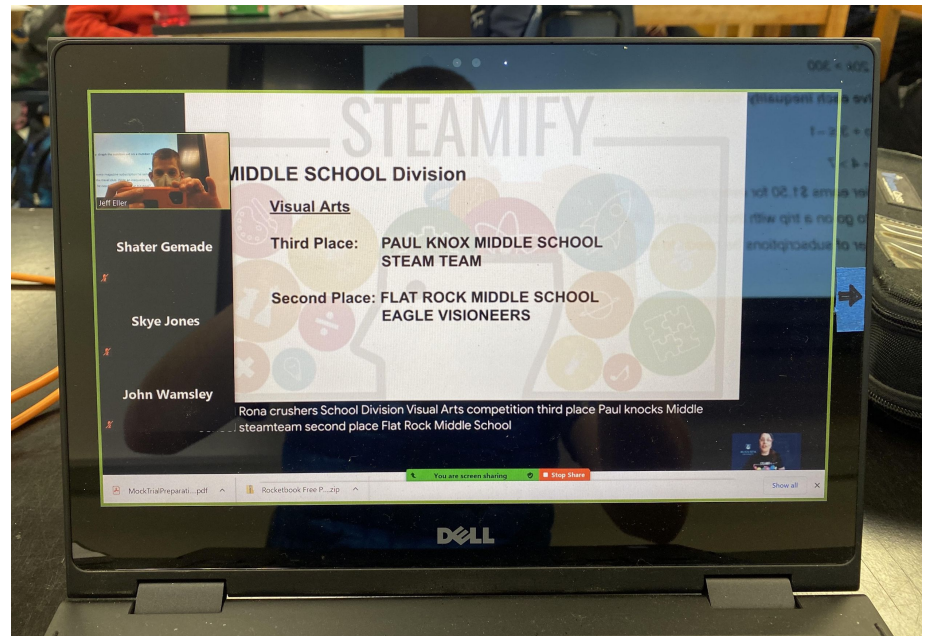 STEAMIFY
MIDDLE SCHOOL Division
Visual Arts
Third Place: PAUL KNOX MIDDLE SCHOOL
STEAM TEAM
Second Place: FLAT ROCK MIDDLE SCHOOL
EAGLE VISIONEERS
Jeff Eller
Shater Gemade
Skye Jones
John Wamsley
Rona crushers School Division Visual Arts competition third place Paul knocks Middle
steamteam second place Flat Rock Middle School
You are screen sharing
Stop Share
MockTrialPreparati....pdf
Rocketbook Free P....zip
Show all
DELL